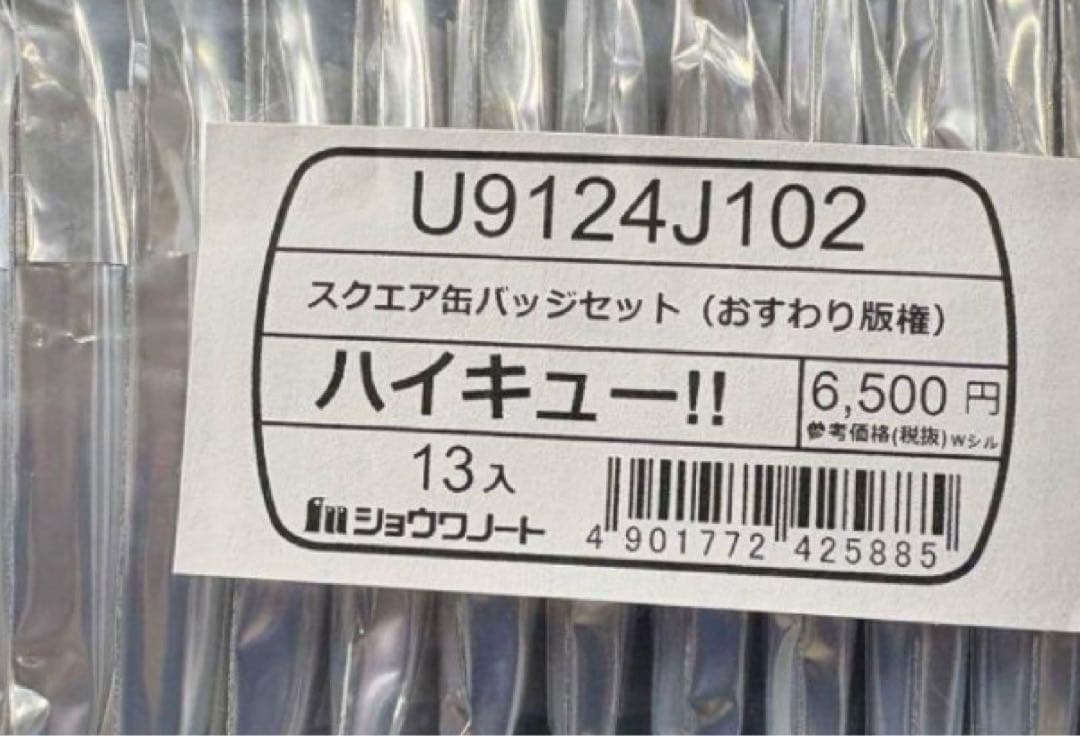 U9124J102
スクエア缶バッジセット（おすわり版権）
ハイキュー!!
6,500 円
参考価格(税抜) Wシル
13入
ショウワノート
4 901772 425885